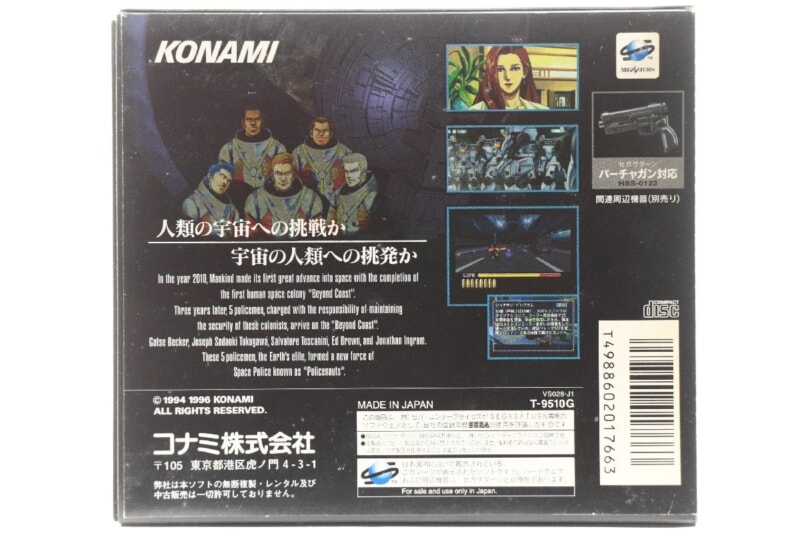 KONAMI
SEGA SATURN
セガサターン
バーチャガン対応
HSS-0122
関連周辺機器(別売り)
人類の宇宙への挑戦か
宇宙の人類への挑発か
In the year 2010, Mankind made its first great advance into space with the completion of
the first human space colony "Beyond Coast".
Three years later, 5 policemen, charged with the responsibility of maintaining
the security of these colonists, arrive on the "Beyond Coast".
Gates Becker, Joseph Sadaoki Tokugawa, Salvatore Toscanini, Ed Brown, and Jonathan Ingram.
These 5 policemen, the Earth's elite, formed a new force of
Space Police known as "Policenauts".
LIFE
COMPACT
disc
T4988602017663
© 1994 1996 KONAMI
ALL RIGHTS RESERVED.
コナミ株式会社
〒105 東京都港区虎ノ門4-3-1
弊社は本ソフトの無断複製・レンタル及び
中古販売は一切許可しておりません。
VS028-J1
MADE IN JAPAN
T-9510G
For sale and use only in Japan.